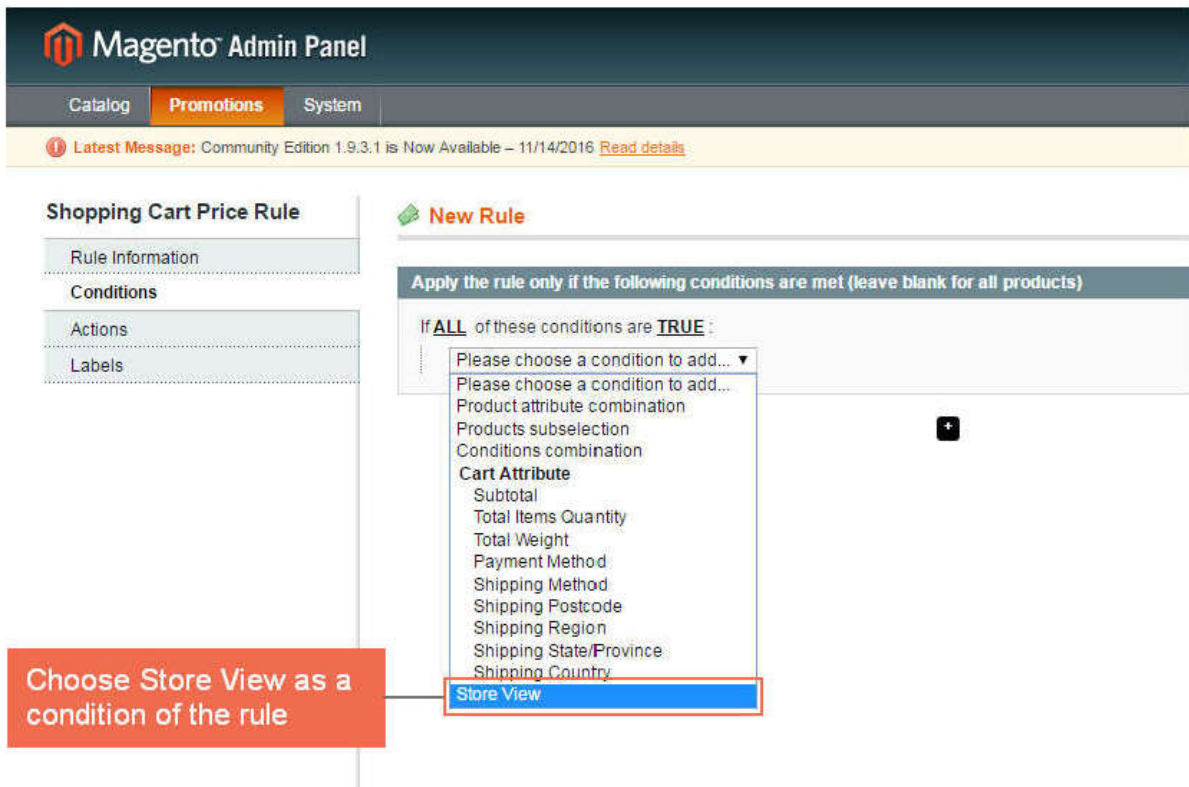 Magento Admin Panel
Catalog Promotions System
Latest Message: Community Edition 1.9.3.1 is Now Available – 11/14/2016 Read details
Shopping Cart Price Rule
Rule Information
Conditions
Actions
Labels
New Rule
Apply the rule only if the following conditions are met (leave blank for all products)
If ALL of these conditions are TRUE :
Please choose a condition to add...
Please choose a condition to add...
Product attribute combination
Products subselection
Conditions combination
Cart Attribute
Subtotal
Total Items Quantity
Total Weight
Payment Method
Shipping Method
Shipping Postcode
Shipping Region
Shipping State/Province
Shipping Country
Store View
Choose Store View as a
condition of the rule